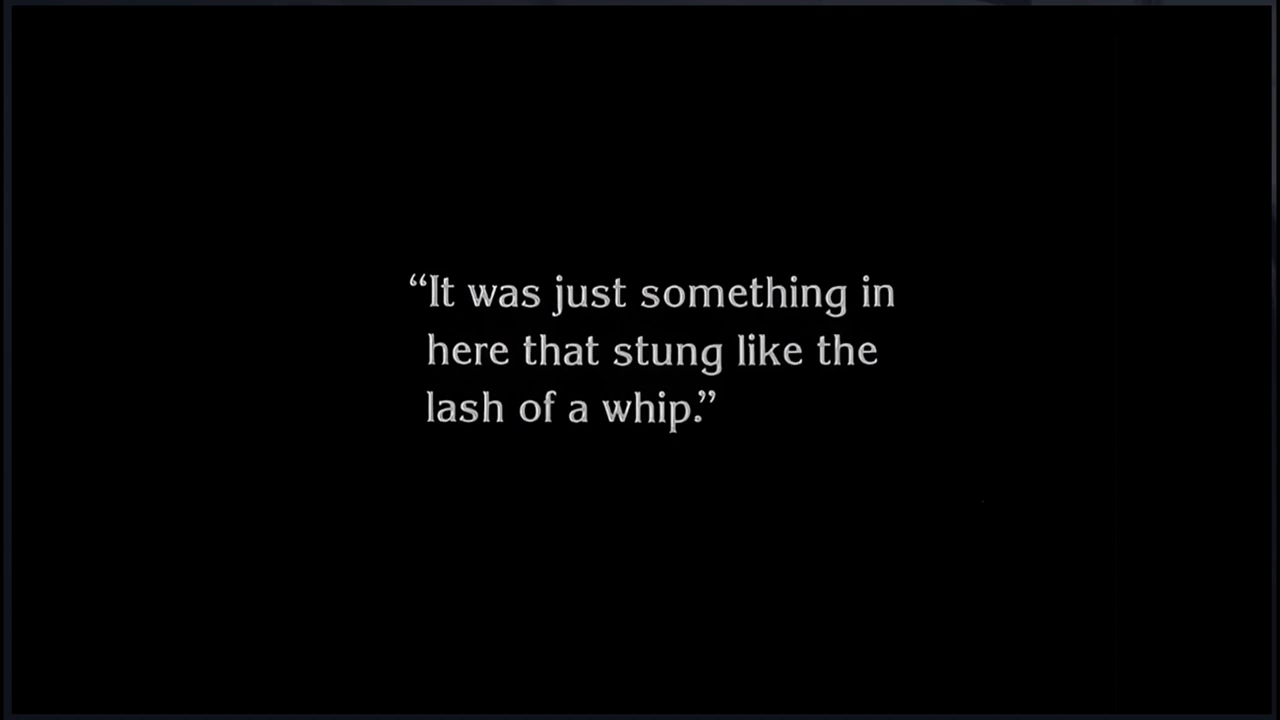 “It was just something in
here that stung like the
lash of a whip.”